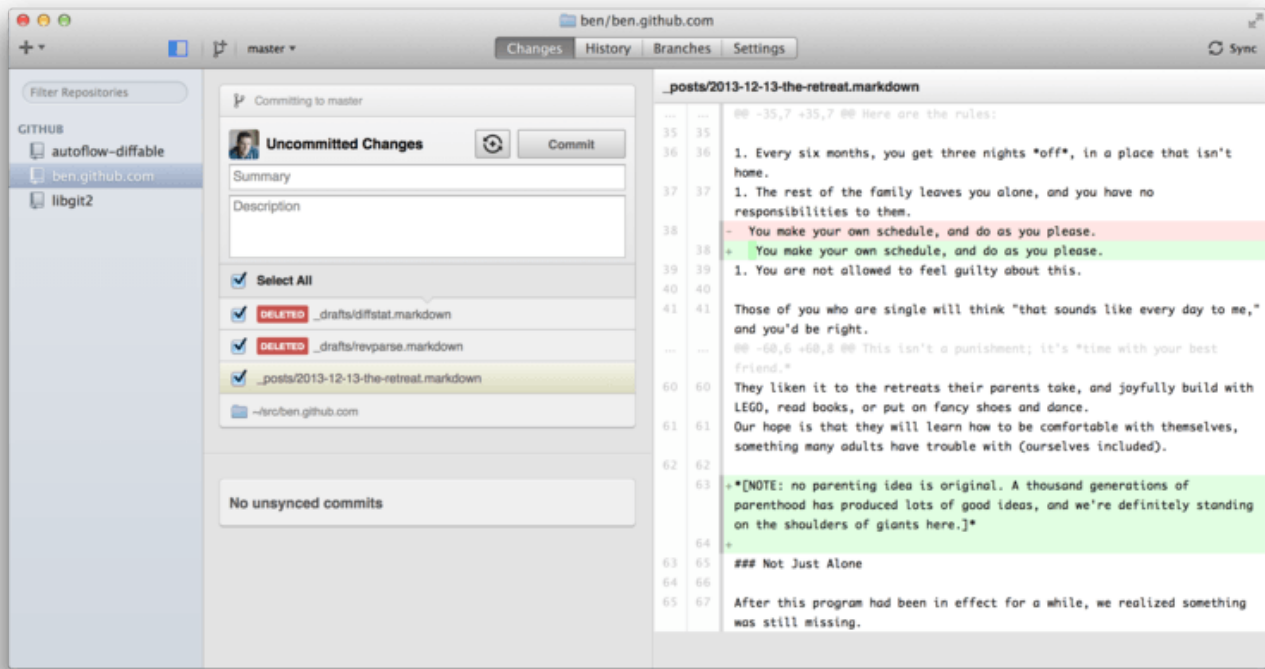 ben/ben.github.com
master
Changes History Branches Settings
Sync
Filter Repositories
GITHUB
autoflow-diffable
ben.github.com
libgit2
Committing to master
Uncommitted Changes
Commit
Summary
Description
Select All
DELETED _drafts/diffstat.markdown
DELETED _drafts/revparse.markdown
_posts/2013-12-13-the-retreat.markdown
~/src/ben.github.com
No unsynced commits
_posts/2013-12-13-the-retreat.markdown
... ... @@ -35,7 +35,7 @@ Here are the rules:
35 35
36 36 1. Every six months, you get three nights *off*, in a place that isn't
home.
37 37 1. The rest of the family leaves you alone, and you have no
responsibilities to them.
38 - You make your own schedule, and do as you please.
38 + You make your own schedule, and do as you please.
39 39 1. You are not allowed to feel guilty about this.
40 40
41 41 Those of you who are single will think "that sounds like every day to me,"
and you'd be right.
... ... @@ -60,6 +60,8 @@ This isn't a punishment; it's *time with your best
friend.*
60 60 They liken it to the retreats their parents take, and joyfully build with
LEGO, read books, or put on fancy shoes and dance.
61 61 Our hope is that they will learn how to be comfortable with themselves,
something many adults have trouble with (ourselves included).
62 62
63 +*[NOTE: no parenting idea is original. A thousand generations of
parenthood has produced lots of good ideas, and we're definitely standing
on the shoulders of giants here.]*
64 +
63 65 ### Not Just Alone
64 66
65 67 After this program had been in effect for a while, we realized something
was still missing.